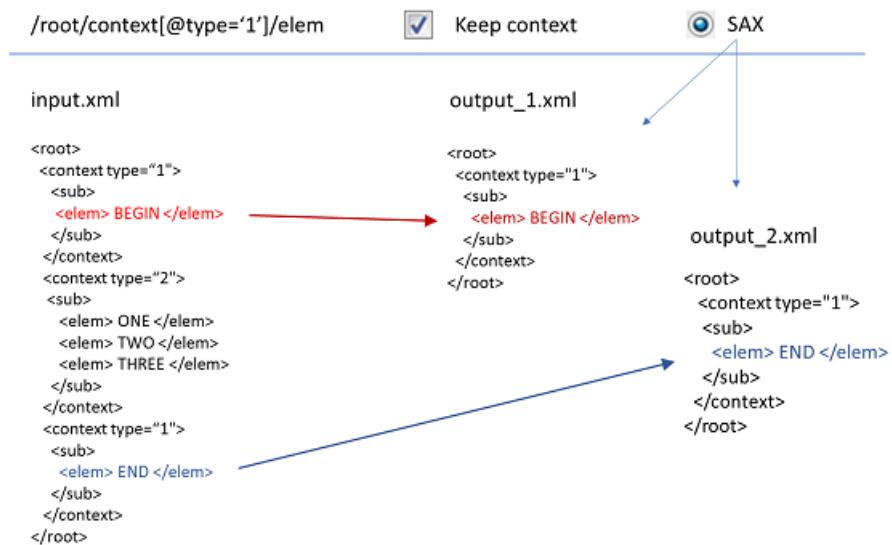 /root/context[@type=‘1’]/elem
Keep context
SAX
input.xml
<root>
<context type=“1">
<sub>
<elem> BEGIN </elem>
</sub>
</context>
<context type=“2">
<sub>
<elem> ONE </elem>
<elem> TWO </elem>
<elem> THREE </elem>
</sub>
</context>
<context type=“1">
<sub>
<elem> END </elem>
</sub>
</context>
</root>
output_1.xml
<root>
<context type="1">
<sub>
<elem> BEGIN </elem>
</sub>
</context>
</root>
output_2.xml
<root>
<context type="1">
<sub>
<elem> END </elem>
</sub>
</context>
</root>